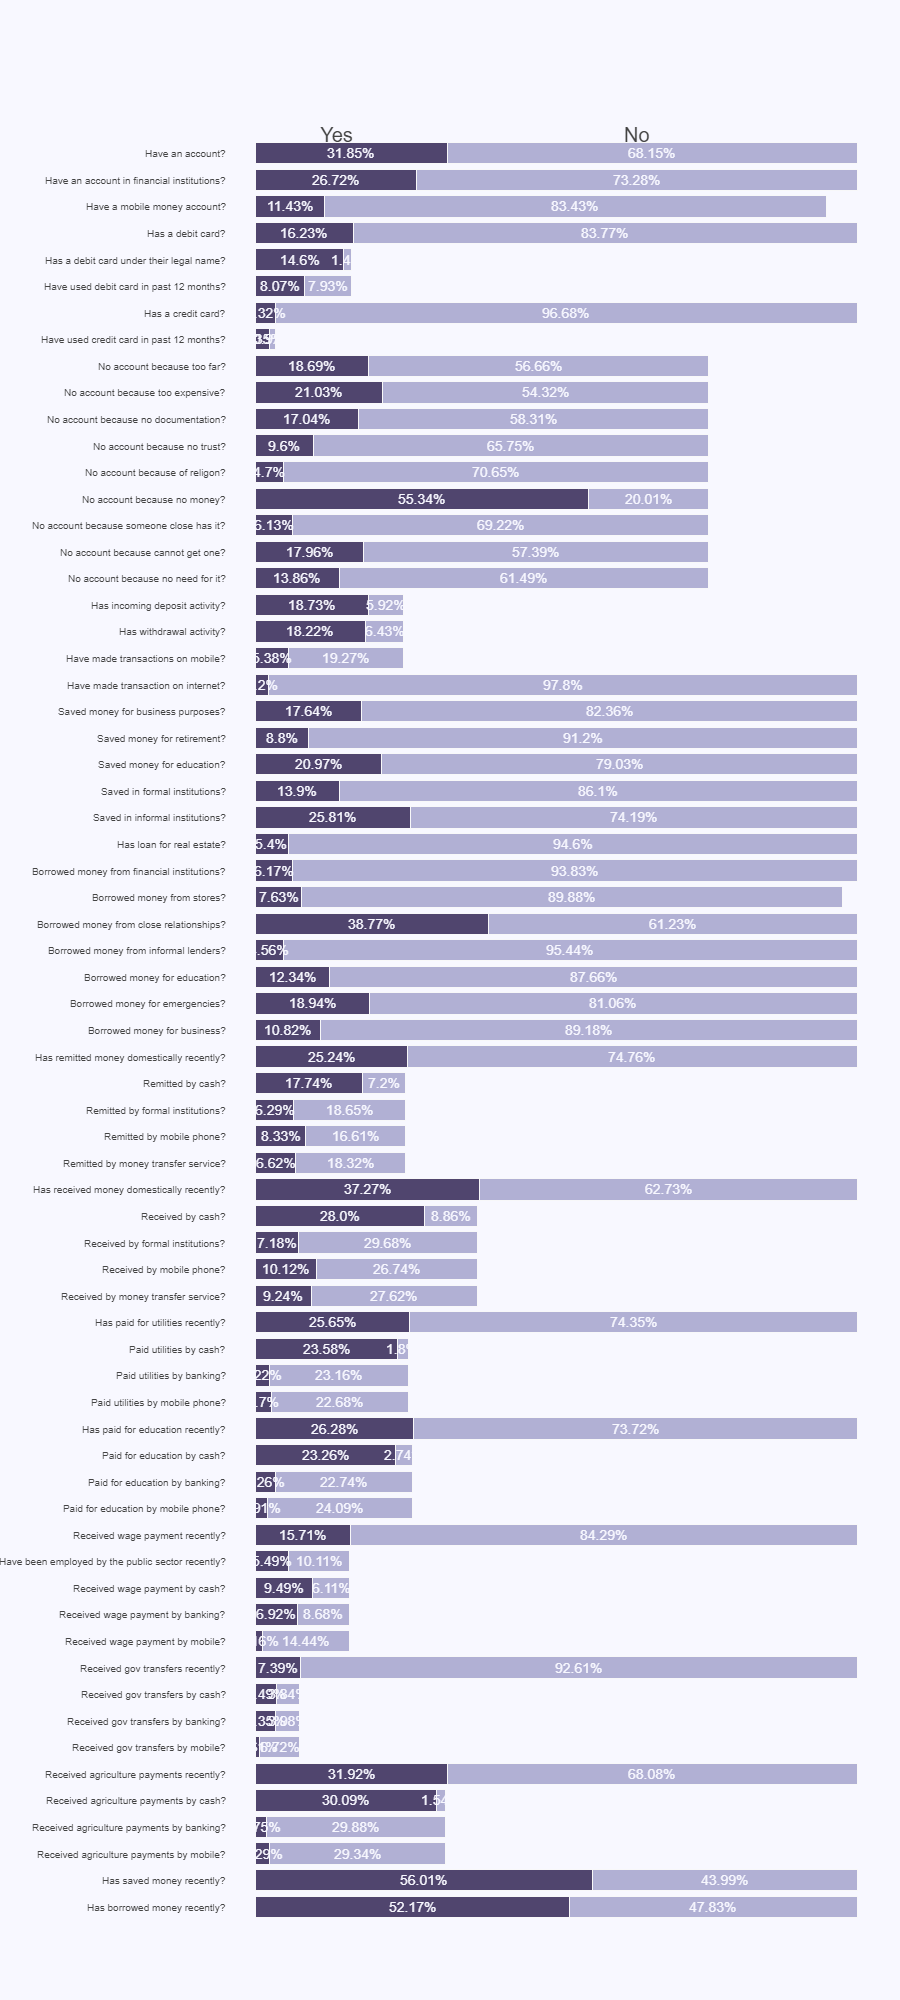 Yes No
Have an account? 31.85% 68.15%
Have an account in financial institutions? 26.72% 73.28%
Have a mobile money account? 11.43% 83.43%
Has a debit card? 16.23% 83.77%
Has a debit card under their legal name? 14.6% 1.4
Have used debit card in past 12 months? 8.07% 7.93%
Has a credit card? .32% 96.68%
Have used credit card in past 12 months?
No account because too far? 18.69% 56.66%
No account because too expensive? 21.03% 54.32%
No account because no documentation? 17.04% 58.31%
No account because no trust? 9.6% 65.75%
No account because of religon? 4.7% 70.65%
No account because no money? 55.34% 20.01%
No account because someone close has it? 6.13% 69.22%
No account because cannot get one? 17.96% 57.39%
No account because no need for it? 13.86% 61.49%
Has incoming deposit activity? 18.73% 5.92%
Has withdrawal activity? 18.22% 6.43%
Have made transactions on mobile? 5.38% 19.27%
Have made transaction on internet? .2% 97.8%
Saved money for business purposes? 17.64% 82.36%
Saved money for retirement? 8.8% 91.2%
Saved money for education? 20.97% 79.03%
Saved in formal institutions? 13.9% 86.1%
Saved in informal institutions? 25.81% 74.19%
Has loan for real estate? 5.4% 94.6%
Borrowed money from financial institutions? 6.17% 93.83%
Borrowed money from stores? 7.63% 89.88%
Borrowed money from close relationships? 38.77% 61.23%
Borrowed money from informal lenders? .56% 95.44%
Borrowed money for education? 12.34% 87.66%
Borrowed money for emergencies? 18.94% 81.06%
Borrowed money for business? 10.82% 89.18%
Has remitted money domestically recently? 25.24% 74.76%
Remitted by cash? 17.74% 7.2%
Remitted by formal institutions? 6.29% 18.65%
Remitted by mobile phone? 8.33% 16.61%
Remitted by money transfer service? 6.62% 18.32%
Has received money domestically recently? 37.27% 62.73%
Received by cash? 28.0% 8.86%
Received by formal institutions? 7.18% 29.68%
Received by mobile phone? 10.12% 26.74%
Received by money transfer service? 9.24% 27.62%
Has paid for utilities recently? 25.65% 74.35%
Paid utilities by cash? 23.58% 1.8
Paid utilities by banking? 22% 23.16%
Paid utilities by mobile phone? .7% 22.68%
Has paid for education recently? 26.28% 73.72%
Paid for education by cash? 23.26% 2.74
Paid for education by banking? 26% 22.74%
Paid for education by mobile phone? 91% 24.09%
Received wage payment recently? 15.71% 84.29%
Have been employed by the public sector recently? 5.49% 10.11%
Received wage payment by cash? 9.49% 6.11%
Received wage payment by banking? 6.92% 8.68%
Received wage payment by mobile? 14.44%
Received gov transfers recently? 7.39% 92.61%
Received gov transfers by cash?
Received gov transfers by banking?
Received gov transfers by mobile?
Received agriculture payments recently? 31.92% 68.08%
Received agriculture payments by cash? 30.09% 1.54
Received agriculture payments by banking? 75% 29.88%
Received agriculture payments by mobile? 29% 29.34%
Has saved money recently? 56.01% 43.99%
Has borrowed money recently? 52.17% 47.83%